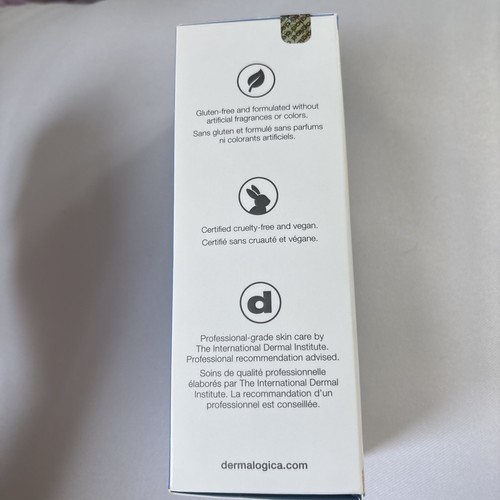 Gluten-free and formulated without
artificial fragrances or colors.
Sans gluten et formulé sans parfums
ni colorants artificiels.
Certified cruelty-free and vegan.
Certifié sans cruauté et végane.
d
Professional-grade skin care by
The International Dermal Institute.
Professional recommendation advised.
Soins de qualité professionnelle
élaborés par The International Dermal
Institute. La recommandation d'un
professionnel est conseillée.
dermalogica.com